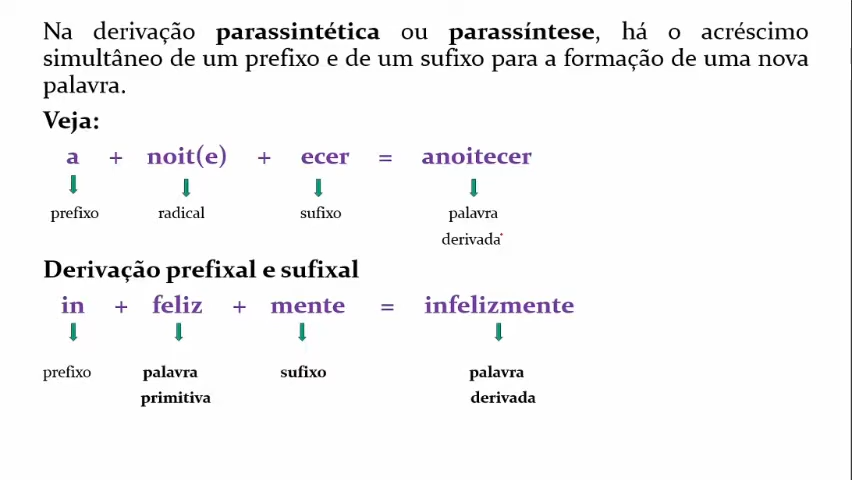 Na derivação parassintética ou parassíntese, há o acréscimo
simultâneo de um prefixo e de um sufixo para a formação de uma nova
palavra.
Veja:
a + noit(e) + ecer = anoitecer
prefixo radical sufixo palavra
derivada
Derivação prefixal e sufixal
in + feliz + mente = infelizmente
prefixo palavra sufixo palavra
primitiva derivada